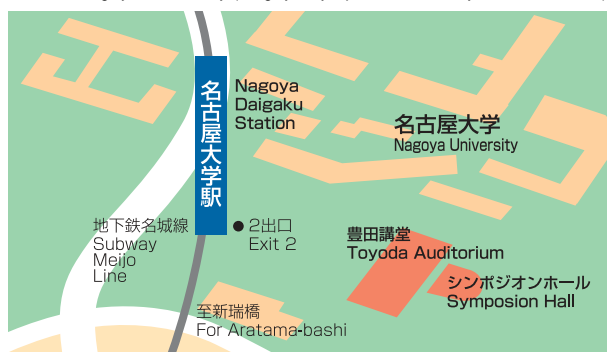 名古屋大学駅
Nagoya
Daigaku
Station
名古屋大学
Nagoya University
地下鉄名城線
Subway
Meijo
Line
2出口
Exit 2
豊田講堂
Toyoda Auditorium
シンポジオンホール
Symposion Hall
至新瑞橋
For Aratama-bashi